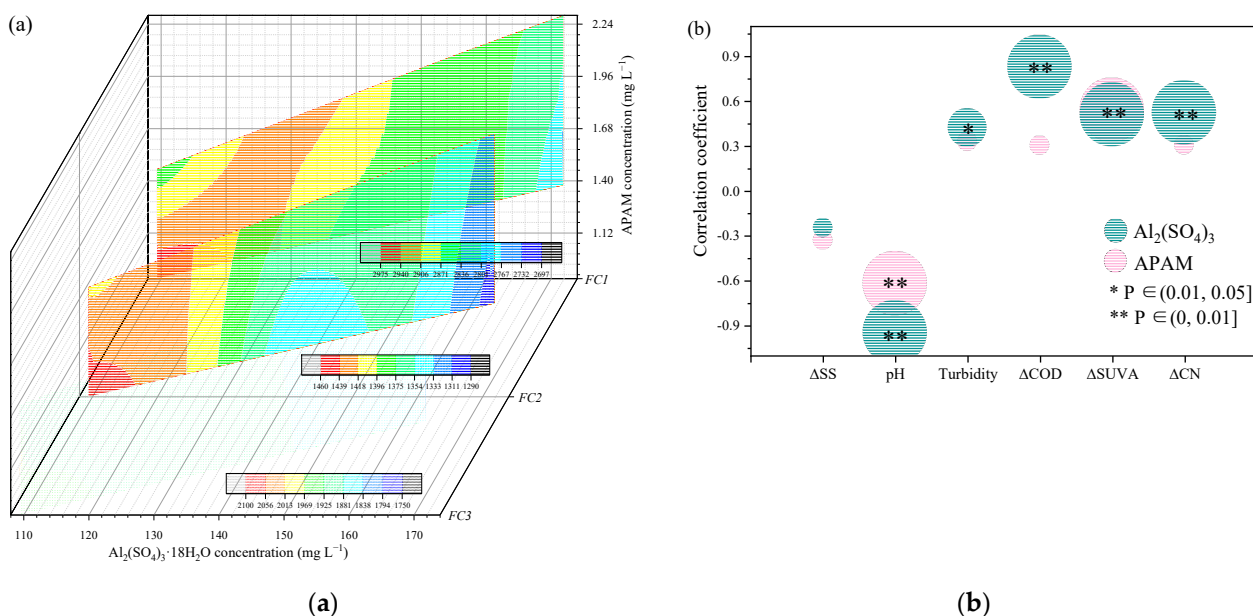 (a)
2.24
1.96
1.68
1.40
1.12
APAM concentration (mg L⁻¹)
2975 2940 2906 2871 2836 2767 2732 2697
FC1
1460 1439 1418 1396 1375 1354 1333 1311 1290
FC2
2100 2056 2013 1969 1925 1881 1838 1794 1750
FC3
110 120 130 140 150 160 170
Al₂(SO₄)₃·18H₂O concentration (mg L⁻¹)
(a)
(b)
0.9
0.6
0.3
0.0
-0.3
-0.6
-0.9
Correlation coefficient
**
*
**
**
**
**
Al₂(SO₄)₃
APAM
* P ∈(0.01, 0.05]
** P ∈(0, 0.01]
ΔSS pH Turbidity ΔCOD ΔSUVA ΔCN
(b)